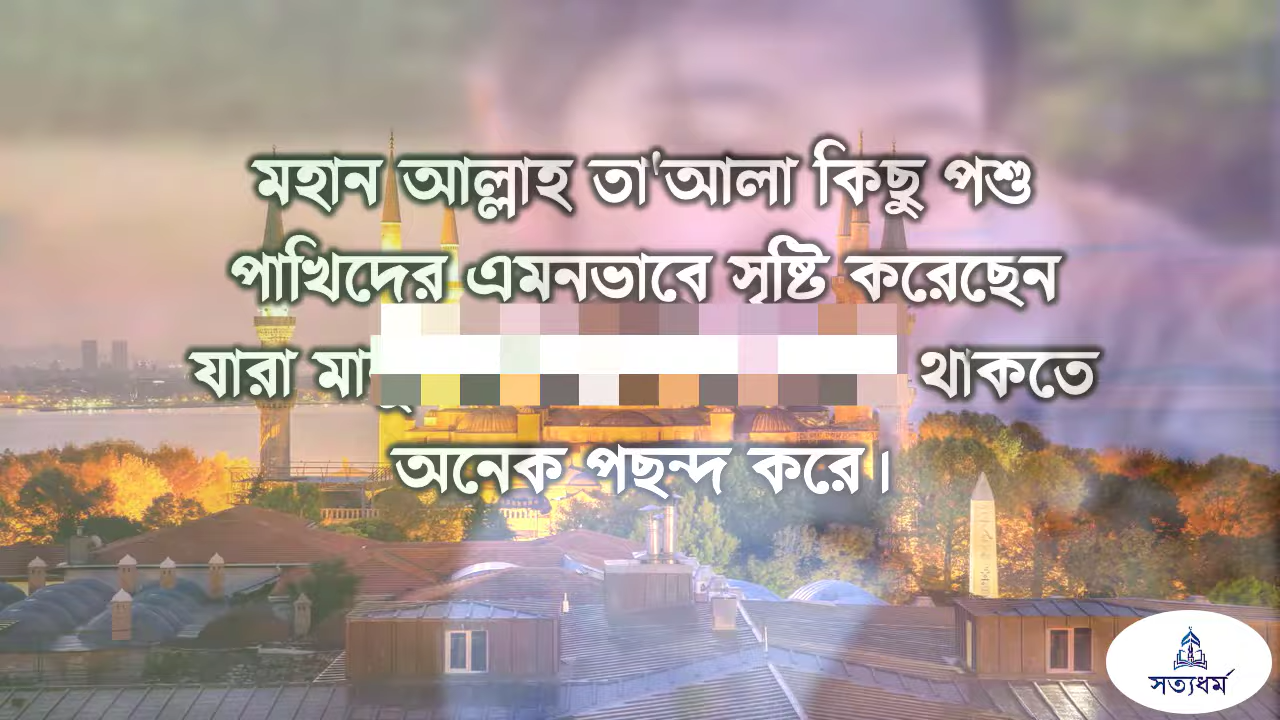 মহান আল্লাহ তা'আলা কিছু পশু
পাখিদের এমনভাবে সৃষ্টি করেছেন
যারা থাকতে
অনেক পছন্দ করে।
সত্যধর্ম